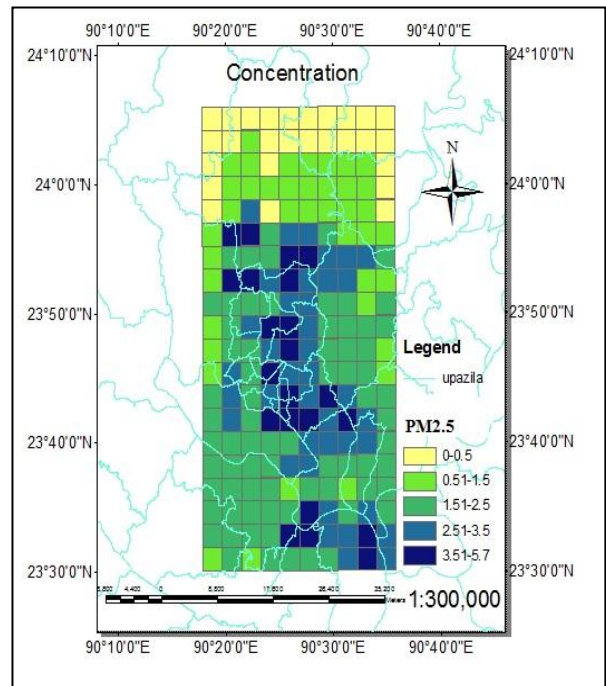 90°10'0"E 90°20'0"E 90°30'0"E 90°40'0"E
24°10'0"N 24°10'0"N
Concentration
N
24°0'0"N 24°0'0"N
23°50'0"N 23°50'0"N
Legend
upazila
PM2.5
23°40'0"N 23°40'0"N
0-0.5
0.51-1.5
1.51-2.5
2.51-3.5
3.51-5.7
23°30'0"N 23°30'0"N
4,400 0
Meters
1:300,000
90°10'0"E 90°20'0"E 90°30'0"E 90°40'0"E